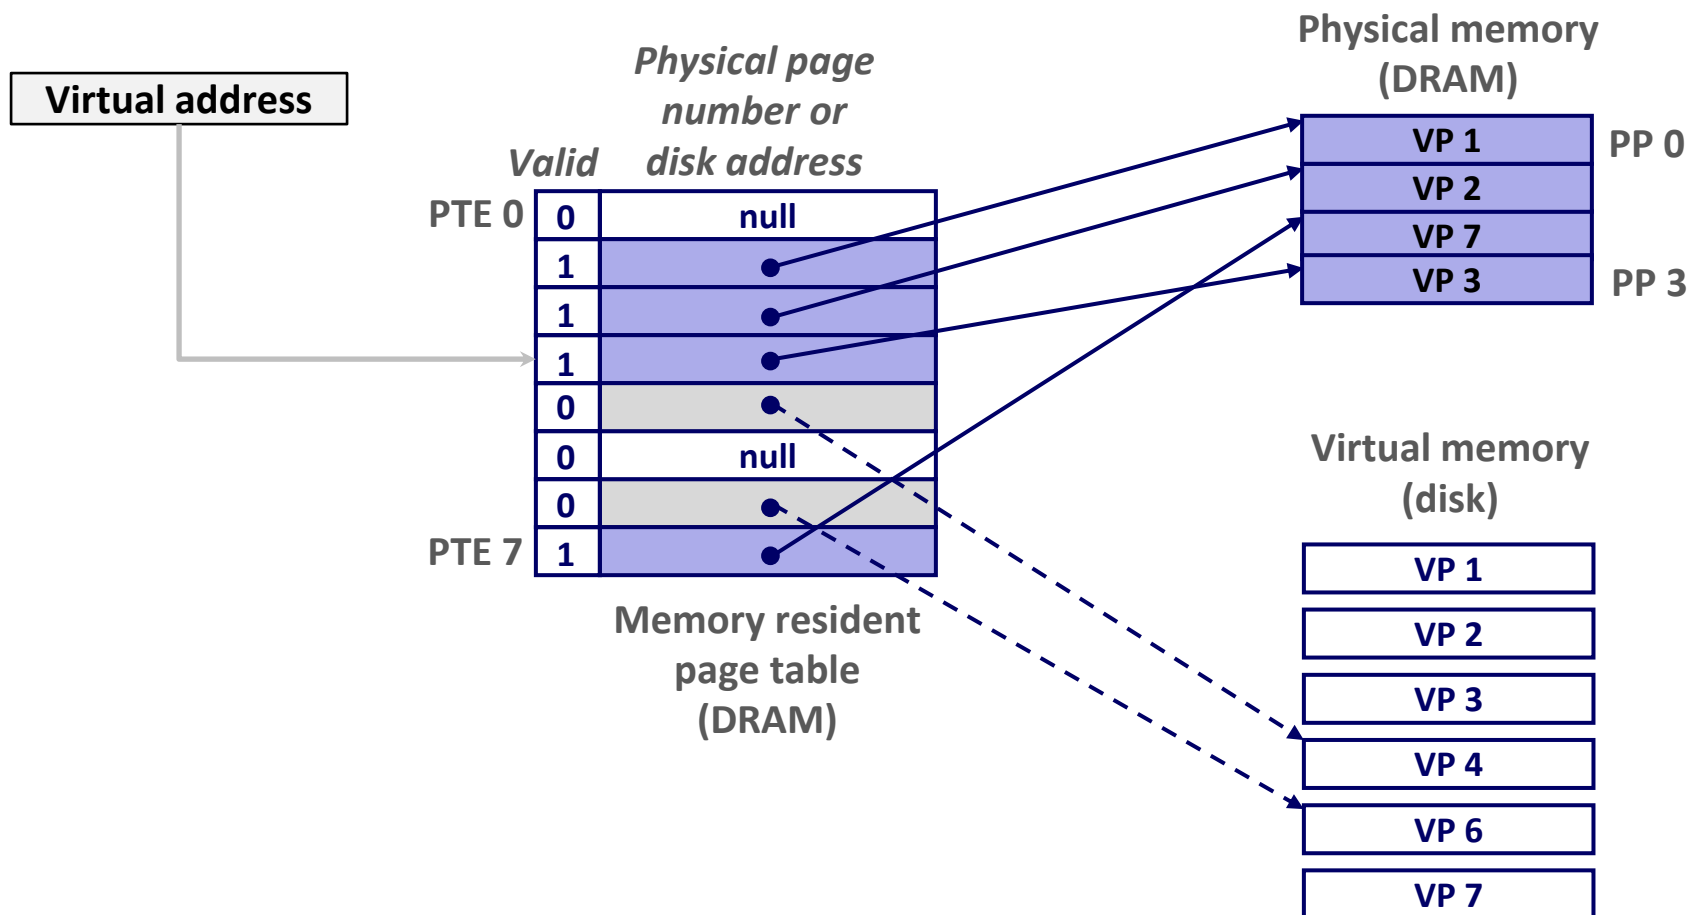 Virtual address
Physical page
number or
disk address
Valid
PTE 0
0
null
1
1
1
0
0
null
0
PTE 7
1
Memory resident
page table
(DRAM)
Physical memory
(DRAM)
VP 1
PP 0
VP 2
VP 7
VP 3
PP 3
Virtual memory
(disk)
VP 1
VP 2
VP 3
VP 4
VP 6
VP 7